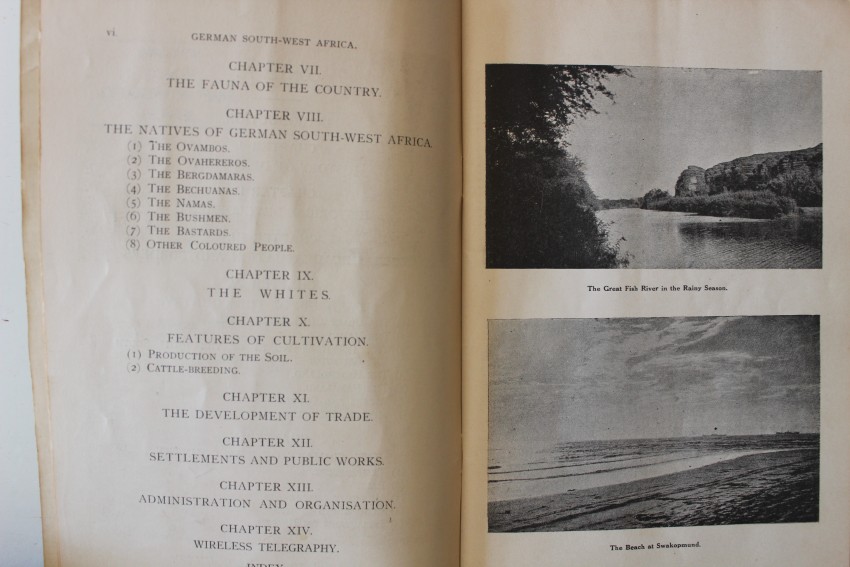 vi
GERMAN SOUTH-WEST AFRICA.
CHAPTER VII.
THE FAUNA OF THE COUNTRY.
CHAPTER VIII.
THE NATIVES OF GERMAN SOUTH-WEST AFRICA.
(1) THE OVAMBOS.
(2) THE OVAHEREROS.
(3) THE BERGDAMARAS.
(4) THE BECHUANAS.
(5) THE NAMAS.
(6) THE BUSHMEN.
(7) THE BASTARDS.
(8) OTHER COLOURED PEOPLE.
CHAPTER IX.
THE WHITES.
CHAPTER X.
FEATURES OF CULTIVATION.
(1) PRODUCTION OF THE SOIL.
(2) CATTLE-BREEDING.
CHAPTER XI.
THE DEVELOPMENT OF TRADE.
CHAPTER XII.
SETTLEMENTS AND PUBLIC WORKS.
CHAPTER XIII.
ADMINISTRATION AND ORGANISATION.
CHAPTER XIV.
WIRELESS TELEGRAPHY.
INDEX
The Great Fish River in the Rainy Season.
The Beach at Swakopmund.